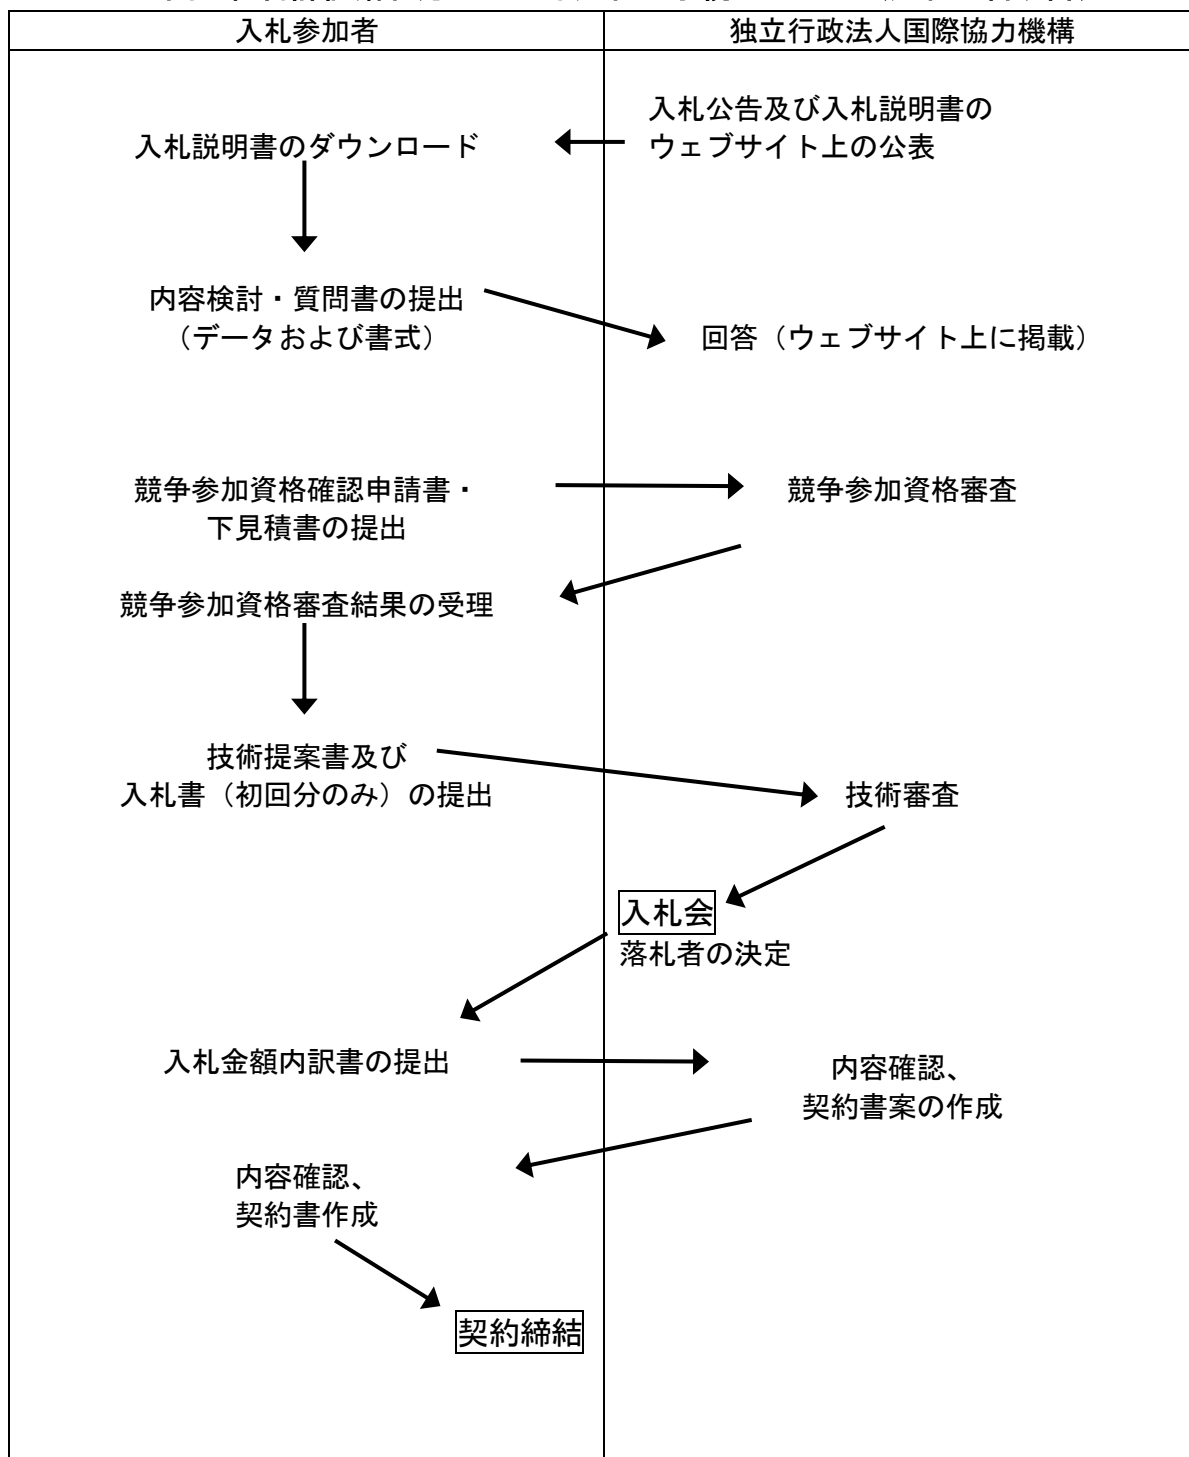 入札参加者
独立行政法人国際協力機構
入札公告及び入札説明書の
ウェブサイト上の公表
入札説明書のダウンロード
内容検討・質問書の提出
（データおよび書式）
回答（ウェブサイト上に掲載）
競争参加資格確認申請書・
下見積書の提出
競争参加資格審査
競争参加資格審査結果の受理
技術提案書及び
入札書（初回分のみ）の提出
技術審査
入札会
落札者の決定
入札金額内訳書の提出
内容確認、
契約書案の作成
内容確認、
契約書作成
契約締結